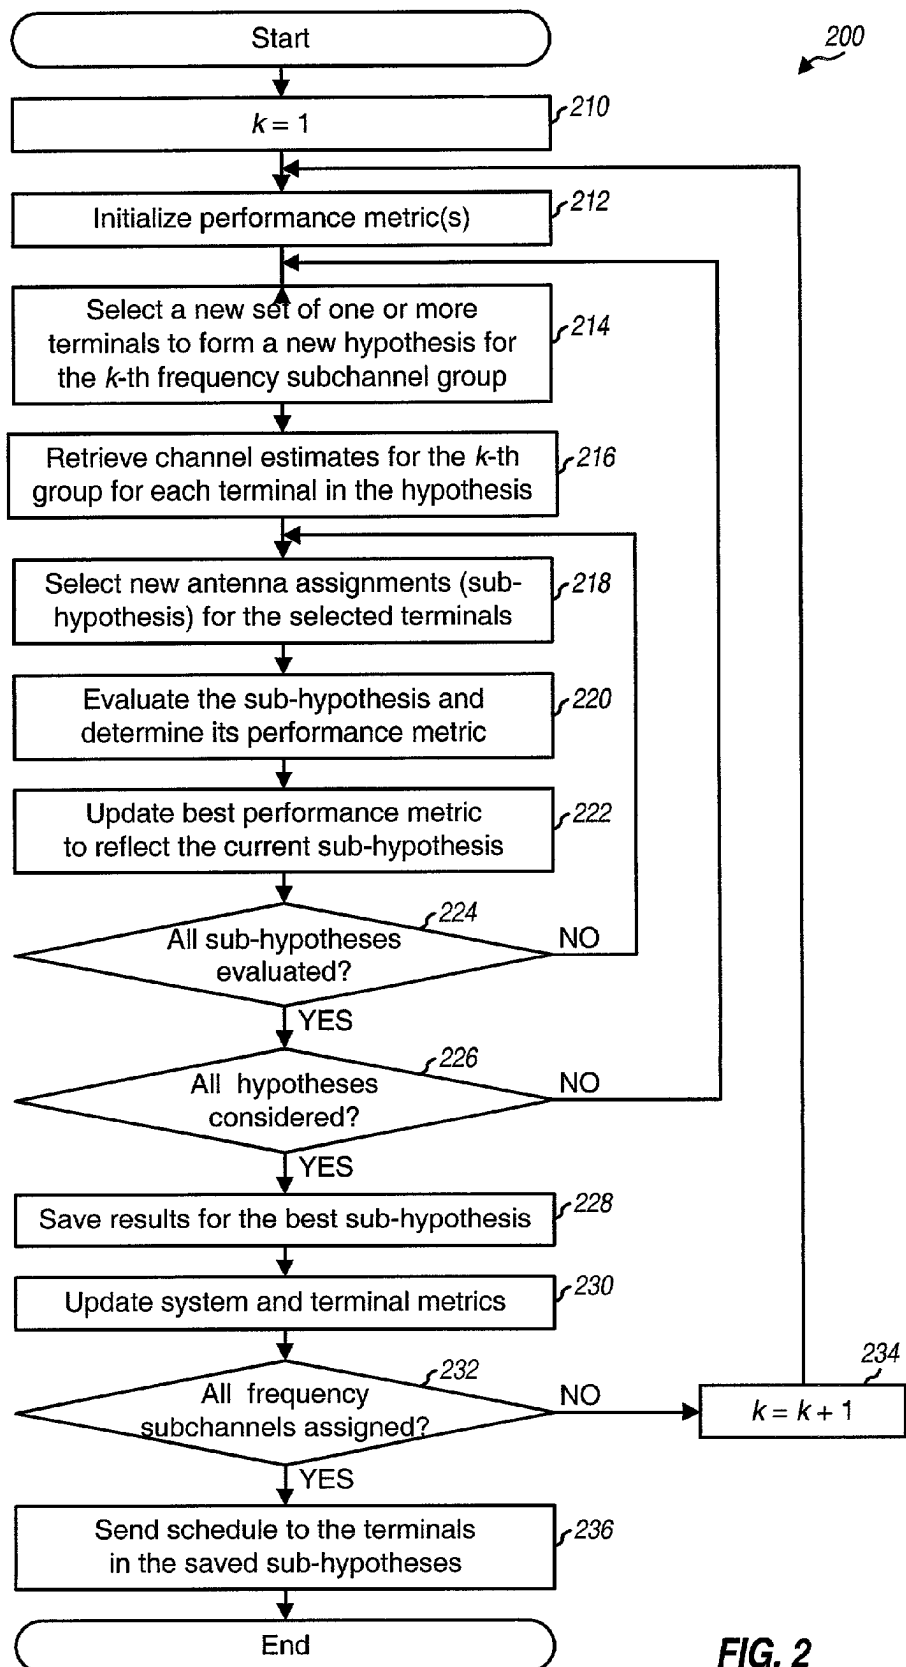 Start
200
k = 1
210
Initialize performance metric(s)
212
Select a new set of one or more
terminals to form a new hypothesis for
the k-th frequency subchannel group
214
Retrieve channel estimates for the k-th
group for each terminal in the hypothesis
216
Select new antenna assignments (sub-
hypothesis) for the selected terminals
218
Evaluate the sub-hypothesis and
determine its performance metric
220
Update best performance metric
to reflect the current sub-hypothesis
222
224
All sub-hypotheses
evaluated?
NO
YES
226
All hypotheses
considered?
NO
YES
Save results for the best sub-hypothesis
228
Update system and terminal metrics
230
232
All frequency
subchannels assigned?
NO
234
k = k + 1
YES
Send schedule to the terminals
in the saved sub-hypotheses
236
End
FIG. 2